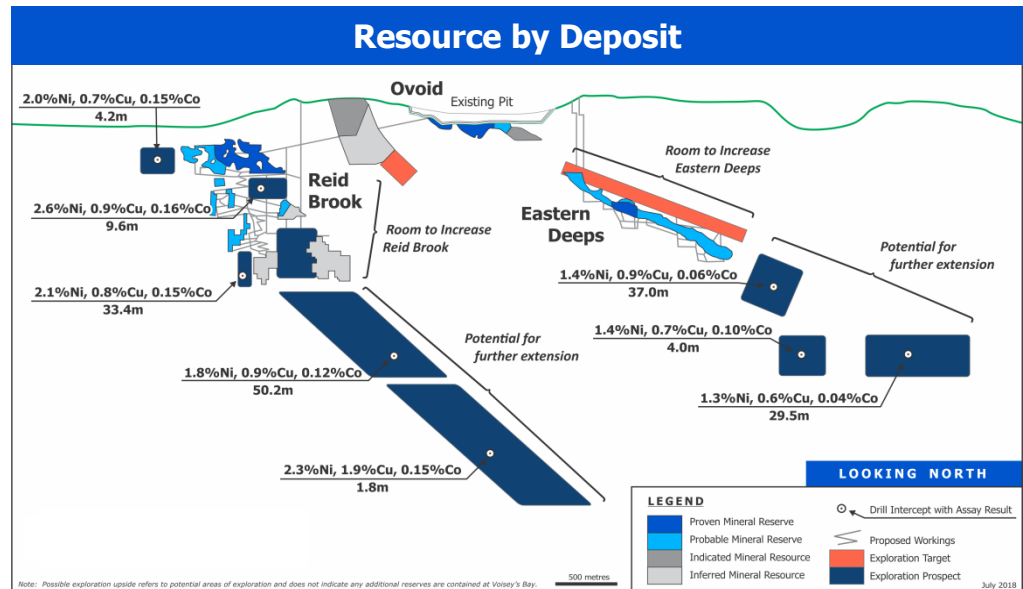 Resource by Deposit
2.0%Ni, 0.7%Cu, 0.15%Co
4.2m
Ovoid
Existing Pit
Room to Increase
Eastern Deeps
Reid
Brook
2.6%Ni, 0.9%Cu, 0.16%Co
9.6m
Room to Increase
Reid Brook
Eastern
Deeps
Potential for
further extension
2.1%Ni, 0.8%Cu, 0.15%Co
33.4m
1.4%Ni, 0.9%Cu, 0.06%Co
37.0m
Potential for
further extension
1.4%Ni, 0.7%Cu, 0.10%Co
4.0m
1.8%Ni, 0.9%Cu, 0.12%Co
50.2m
1.3%Ni, 0.6%Cu, 0.04%Co
29.5m
2.3%Ni, 1.9%Cu, 0.15%Co
1.8m
LOOKING NORTH
LEGEND
Proven Mineral Reserve
Probable Mineral Reserve
Indicated Mineral Resource
Inferred Mineral Resource
Drill Intercept with Assay Result
Proposed Workings
Exploration Target
Exploration Prospect
Note: Possible exploration upside refers to potential areas of exploration and does not indicate any additional reserves are contained at Voisey's Bay.
500 metres
July 2018